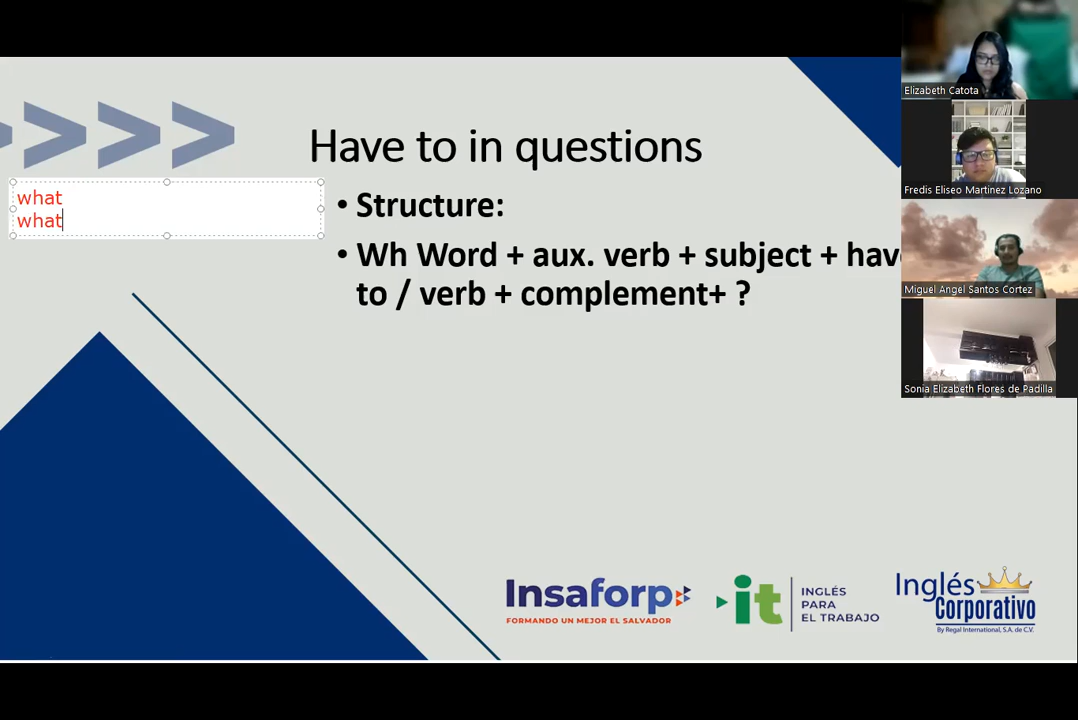 Have to in questions
what
what
• Structure:
• Wh Word + aux. verb + subject + hav
to / verb + complement+ ?
Elizabeth Catota
Fredis Eliseo Martinez Lozano
Miguel Angel Santos Cortez
Sonia Elizabeth Flores de Padilla
Insaforp
FORMANDO UN MEJOR EL SALVADOR
it
INGLÉS
PARA
EL TRABAJO
Inglés
Corporativo
By Regal International, S.A. de C.V.